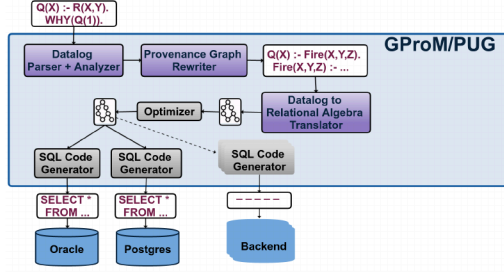 Q(X) :- R(X,Y).
WHY(Q(1)).
GProM/PUG
Datalog
Parser + Analyzer
Provenance Graph
Rewriter
Q(X) :- Fire(X,Y,Z).
Fire(X,Y,Z) :- ...
Datalog to
Relational Algebra
Translator
Optimizer
SQL Code
Generator
SQL Code
Generator
SQL Code
Generator
SELECT *
FROM ...
SELECT *
FROM ...
– – – – –
Oracle
Postgres
Backend